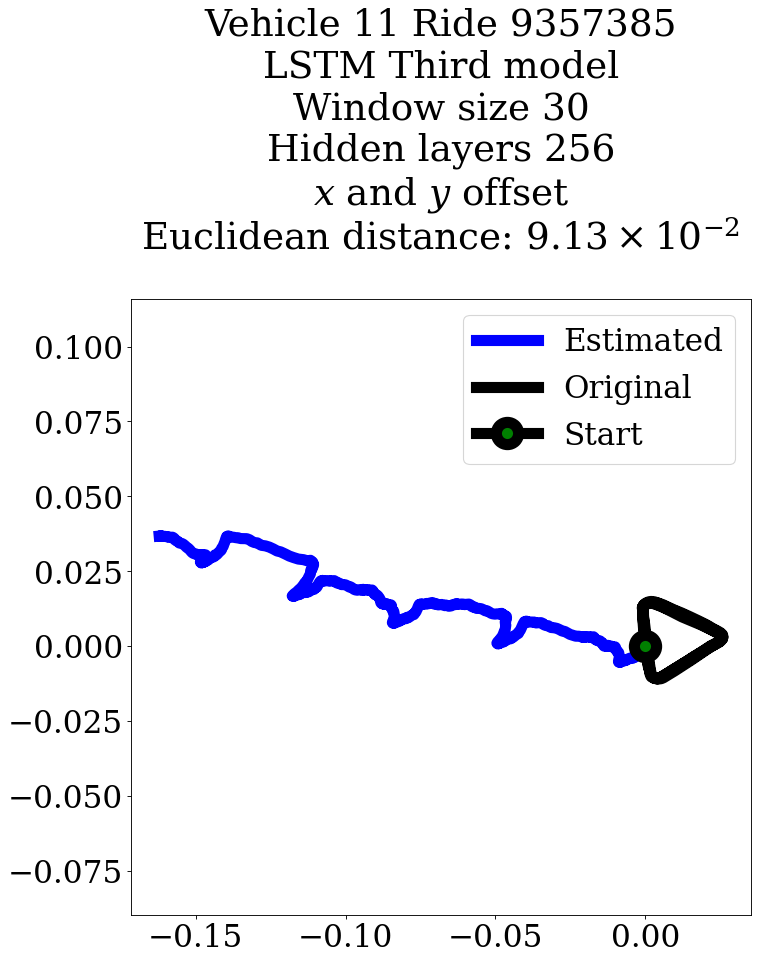 Vehicle 11 Ride 9357385
LSTM Third model
Window size 30
Hidden layers 256
x and y offset
Euclidean distance: 9.13 × 10⁻²
Estimated
Original
Start
0.100
0.075
0.050
0.025
0.000
−0.025
−0.050
−0.075
−0.15 −0.10 −0.05 0.00